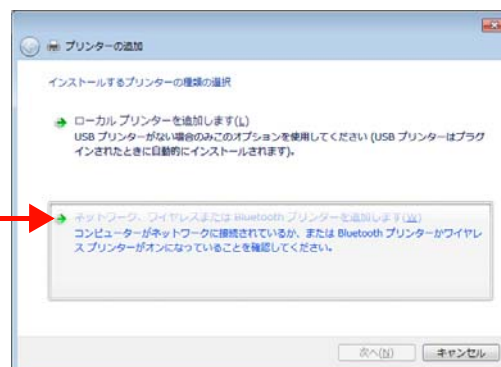 プリンターの追加
インストールするプリンターの種類の選択
ローカル プリンターを追加します(L)
USB プリンターがない場合のみこのオプションを使用してください (USB プリンターはプラグ
インされたときに自動的にインストールされます)。
ネットワーク、ワイヤレスまたは Bluetooth プリンターを追加します(W)
コンピューターがネットワークに接続されているか、または Bluetooth プリンターかワイヤレ
ス プリンターがオンになっていることを確認してください。
次へ(N) キャンセル